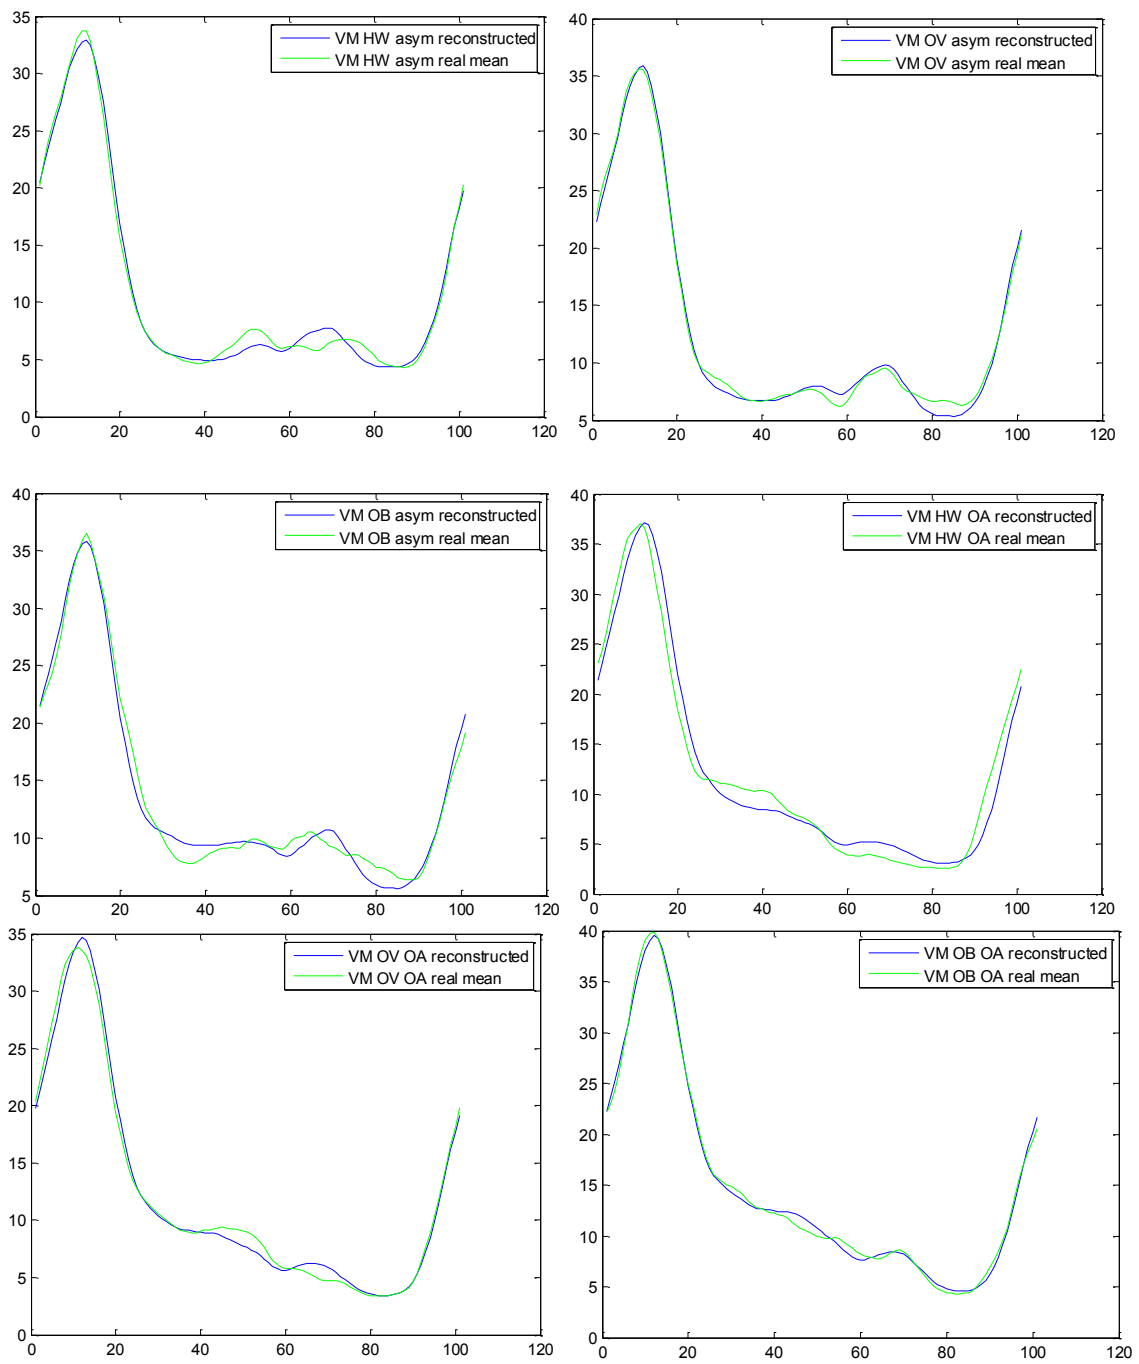 VM HW asym reconstructed
VM HW asym real mean
35
30
25
20
15
10
5
0
0 20 40 60 80 100 120
VM OV asym reconstructed
VM OV asym real mean
40
35
30
25
20
15
10
5
0 20 40 60 80 100 120
VM OB asym reconstructed
VM OB asym real mean
40
35
30
25
20
15
10
5
0 20 40 60 80 100 120
VM HW OA reconstructed
VM HW OA real mean
40
35
30
25
20
15
10
5
0
0 20 40 60 80 100 120
VM OV OA reconstructed
VM OV OA real mean
35
30
25
20
15
10
5
0
0 20 40 60 80 100 120
VM OB OA reconstructed
VM OB OA real mean
40
35
30
25
20
15
10
5
0
0 20 40 60 80 100 120